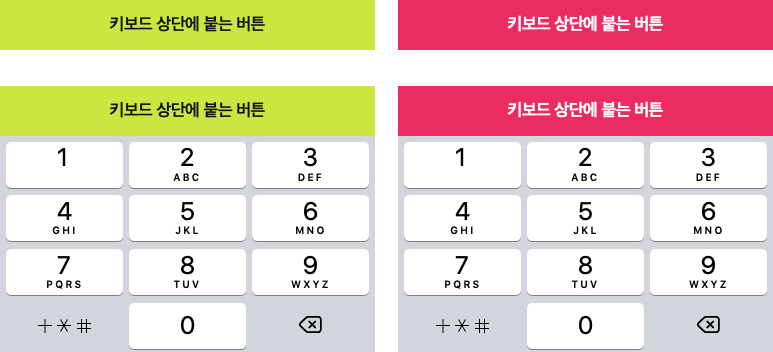 키보드 상단에 붙는 버튼
키보드 상단에 붙는 버튼
키보드 상단에 붙는 버튼
1 2 3
ABC DEF
4 5 6
GHI JKL MNO
7 8 9
PQRS TUV WXYZ
+*# 0
키보드 상단에 붙는 버튼
1 2 3
ABC DEF
4 5 6
GHI JKL MNO
7 8 9
PQRS TUV WXYZ
+*# 0